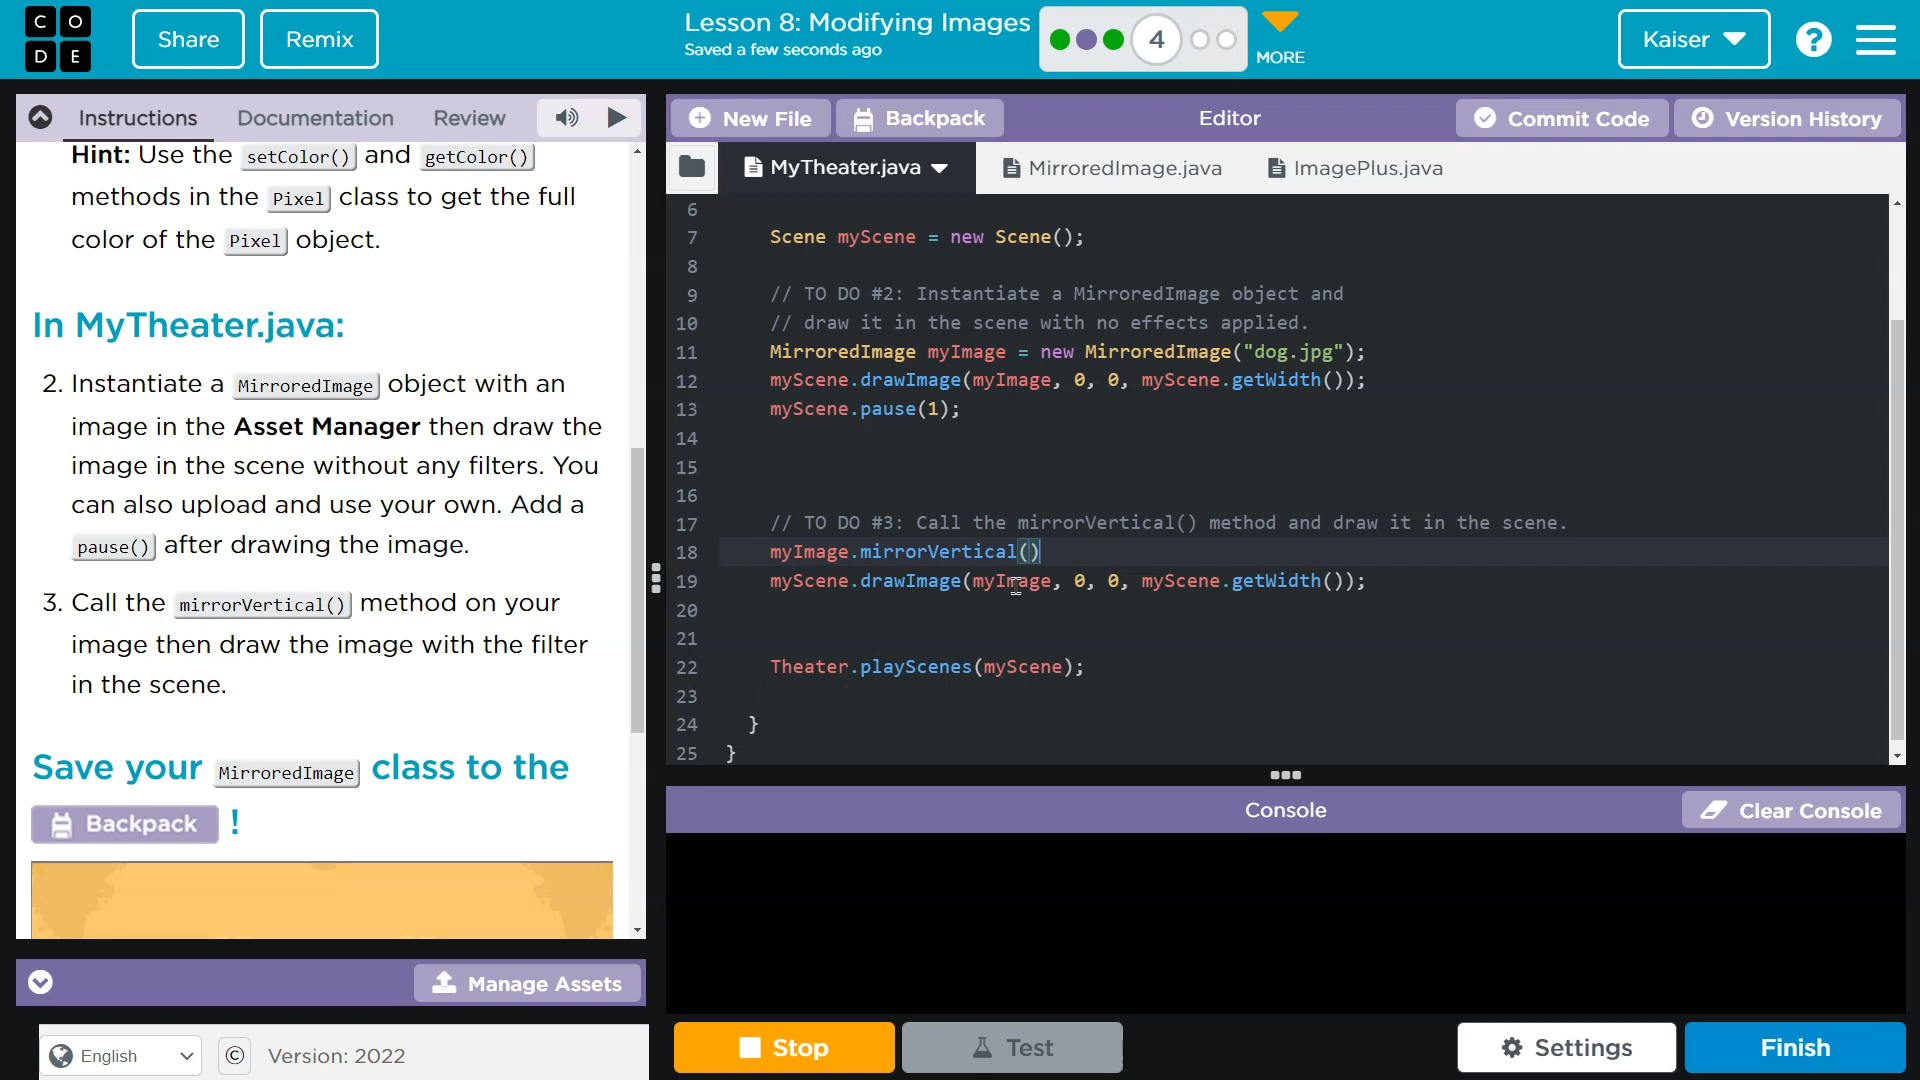 C O D E
Share
Remix
Lesson 8: Modifying Images
Saved a few seconds ago
4
MORE
Kaiser
?
Instructions Documentation Review
Hint: Use the setColor() and getColor()
methods in the Pixel class to get the full
color of the Pixel object.
In MyTheater.java:
2. Instantiate a MirroredImage object with an
image in the Asset Manager then draw the
image in the scene without any filters. You
can also upload and use your own. Add a
pause() after drawing the image.
3. Call the mirrorVertical() method on your
image then draw the image with the filter
in the scene.
Save your MirroredImage class to the
Backpack !
Manage Assets
English © Version: 2022
New File Backpack Editor Commit Code Version History
MyTheater.java MirroredImage.java ImagePlus.java
6
7 Scene myScene = new Scene();
8
9 // TO DO #2: Instantiate a MirroredImage object and
10 // draw it in the scene with no effects applied.
11 MirroredImage myImage = new MirroredImage("dog.jpg");
12 myScene.drawImage(myImage, 0, 0, myScene.getWidth());
13 myScene.pause(1);
14
15
16
17 // TO DO #3: Call the mirrorVertical() method and draw it in the scene.
18 myImage.mirrorVertical()
19 myScene.drawImage(myImage, 0, 0, myScene.getWidth());
20
21
22 Theater.playScenes(myScene);
23
24 }
25 }
Console Clear Console
Stop Test Settings Finish